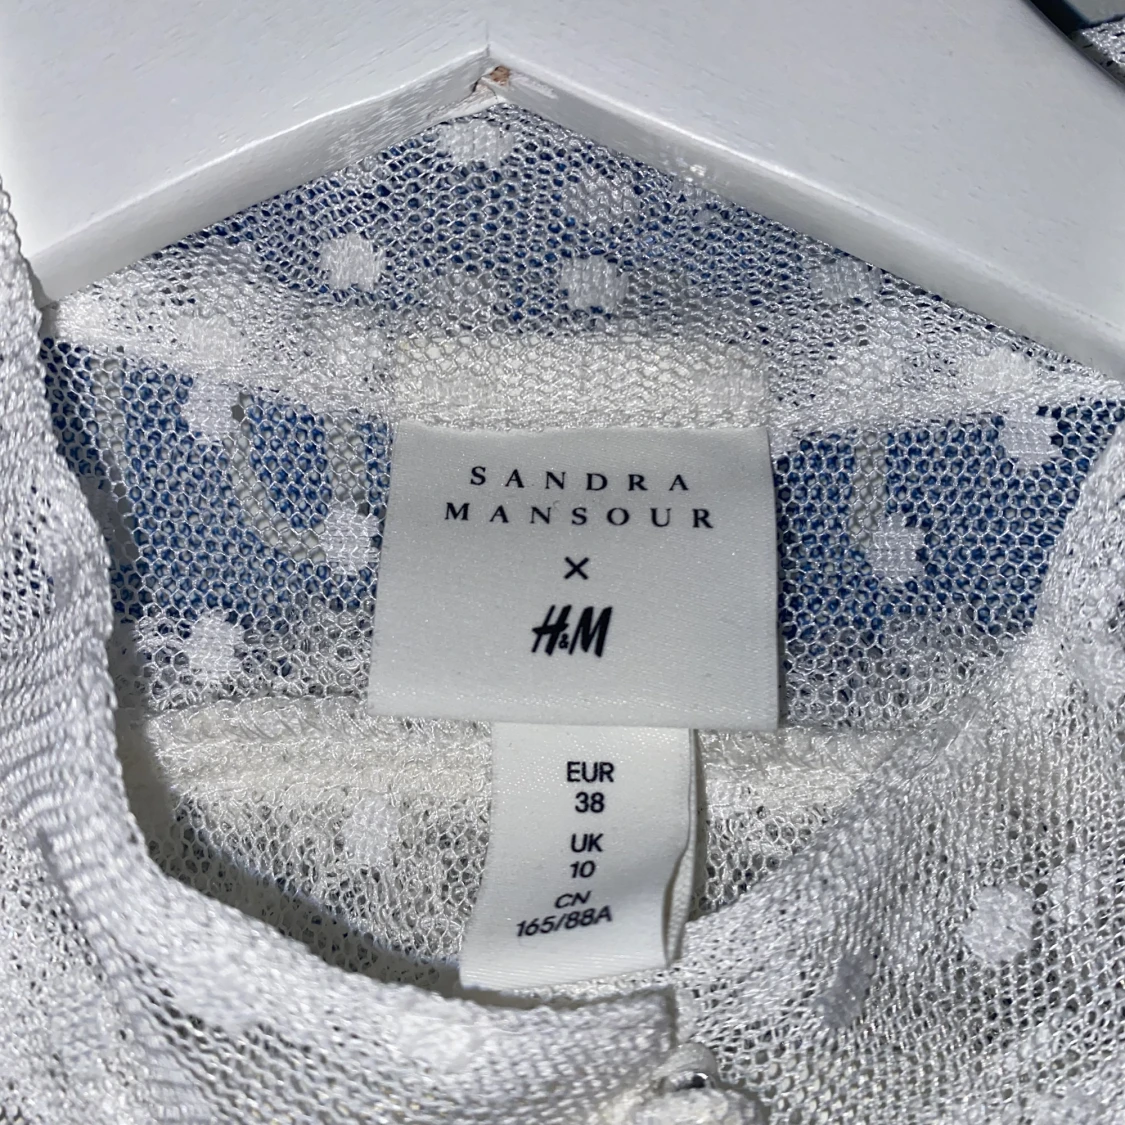 SANDRA
MANSOUR
×
H&M
EUR
38
UK
10
CN
165/88A